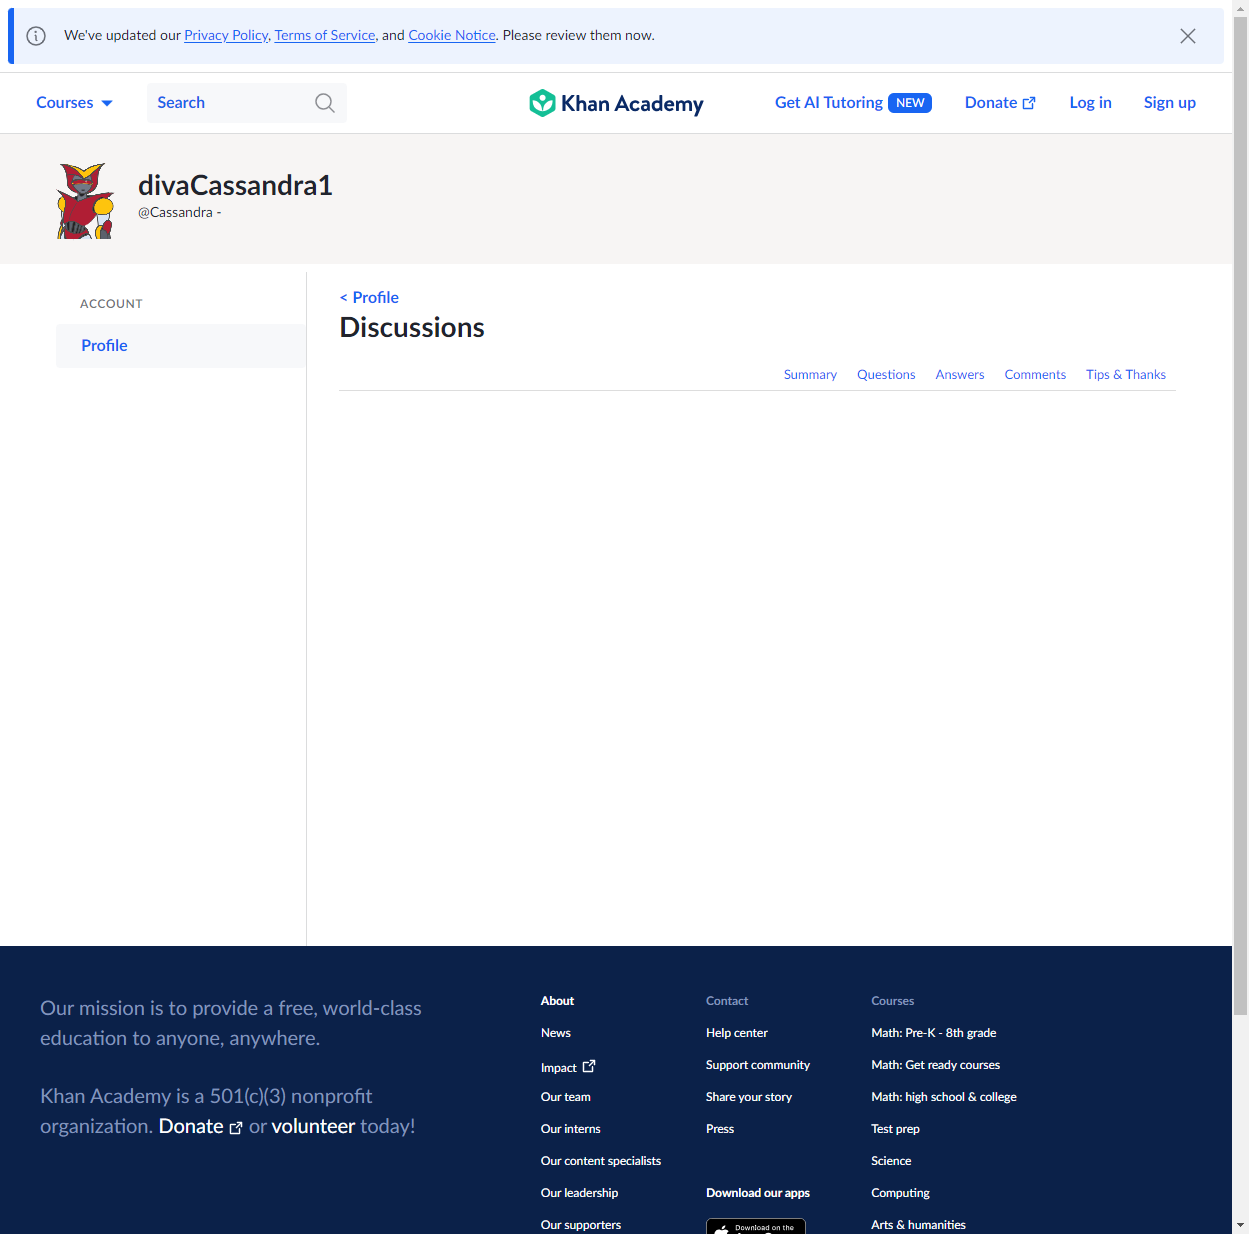 We've updated our Privacy Policy, Terms of Service, and Cookie Notice. Please review them now.
Courses
Search
Khan Academy
Get AI Tutoring NEW
Donate
Log in
Sign up
divaCassandra1
@Cassandra -
ACCOUNT
Profile
< Profile
Discussions
Summary
Questions
Answers
Comments
Tips & Thanks
Our mission is to provide a free, world-class
education to anyone, anywhere.
Khan Academy is a 501(c)(3) nonprofit
organization. Donate or volunteer today!
About
News
Impact
Our team
Our interns
Our content specialists
Our leadership
Our supporters
Contact
Help center
Support community
Share your story
Press
Download our apps
Download on the
Courses
Math: Pre-K - 8th grade
Math: Get ready courses
Math: high school & college
Test prep
Science
Computing
Arts & humanities